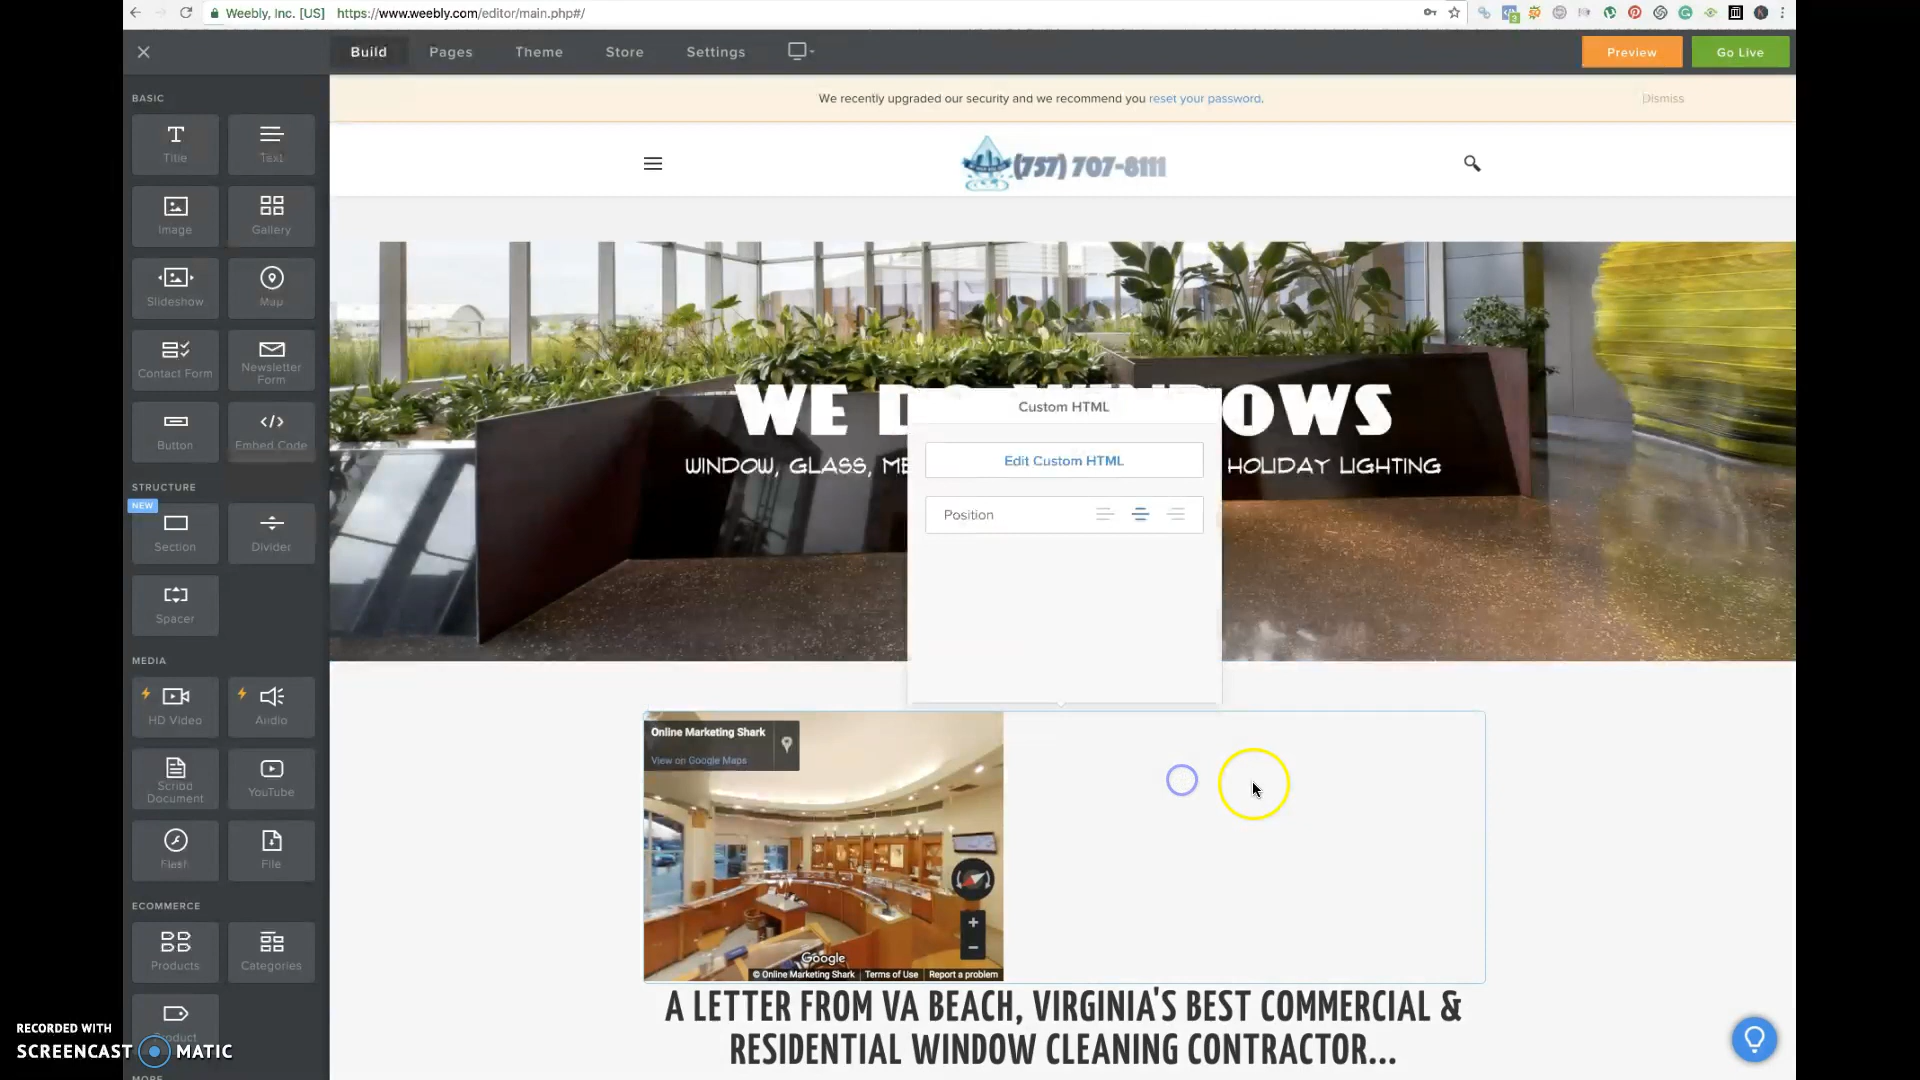 Weebly, Inc. [US]
https://www.weebly.com/editor/main.php#/
3
Build
Pages
Theme
Store
Settings
Preview
Go Live
We recently upgraded our security and we recommend you reset your password.
Dismiss
(757) 707-8111
BASIC
Title
Text
Image
Gallery
Slideshow
Map
Contact Form
Newsletter
Form
Button
Embed Code
STRUCTURE
NEW
Section
Divider
Spacer
MEDIA
HD Video
Audio
Scribd
Document
YouTube
Flash
File
ECOMMERCE
Products
Categories
Product
WE DO WINDOWS
WINDOW, GLASS, ME
HOLIDAY LIGHTING
Custom HTML
Edit Custom HTML
Position
Online Marketing Shark
View on Google Maps
Google
© Online Marketing Shark
Terms of Use
Report a problem
A LETTER FROM VA BEACH, VIRGINIA'S BEST COMMERCIAL &
RESIDENTIAL WINDOW CLEANING CONTRACTOR...
RECORDED WITH
SCREENCAST MATIC